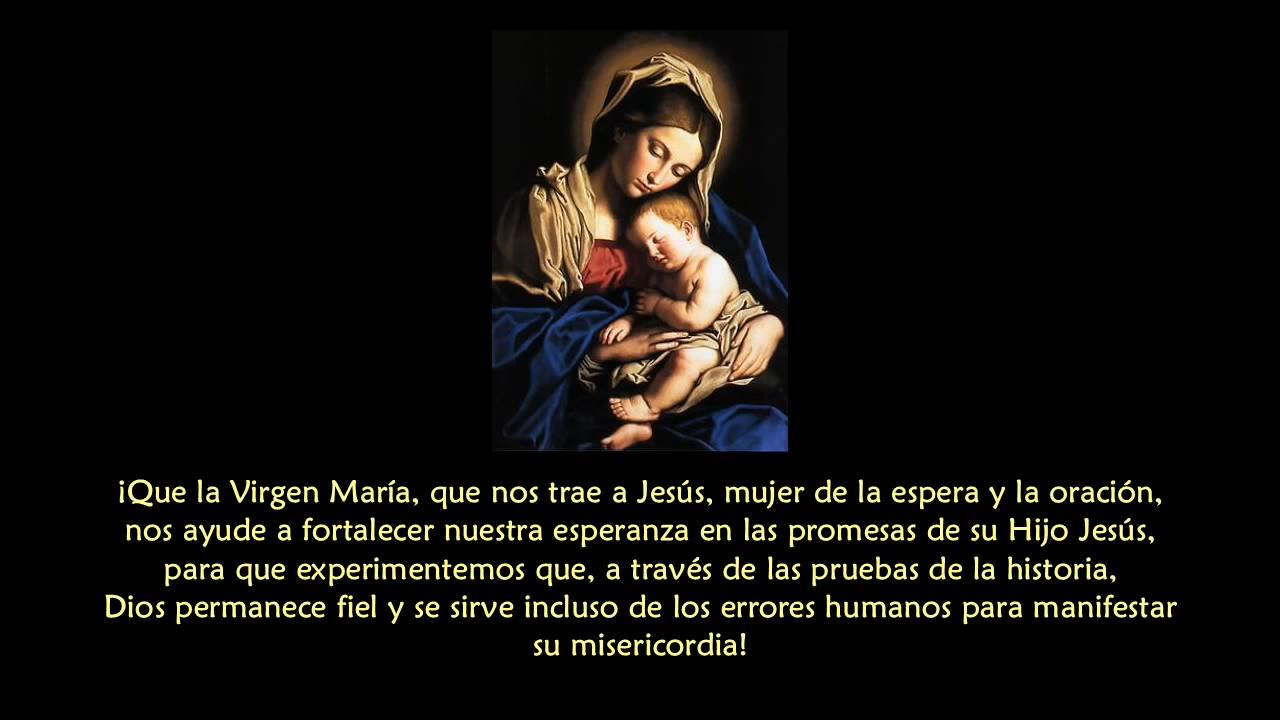 ¡Que la Virgen María, que nos trae a Jesús, mujer de la espera y la oración,
nos ayude a fortalecer nuestra esperanza en las promesas de su Hijo Jesús,
para que experimentemos que, a través de las pruebas de la historia,
Dios permanece fiel y se sirve incluso de los errores humanos para manifestar
su misericordia!